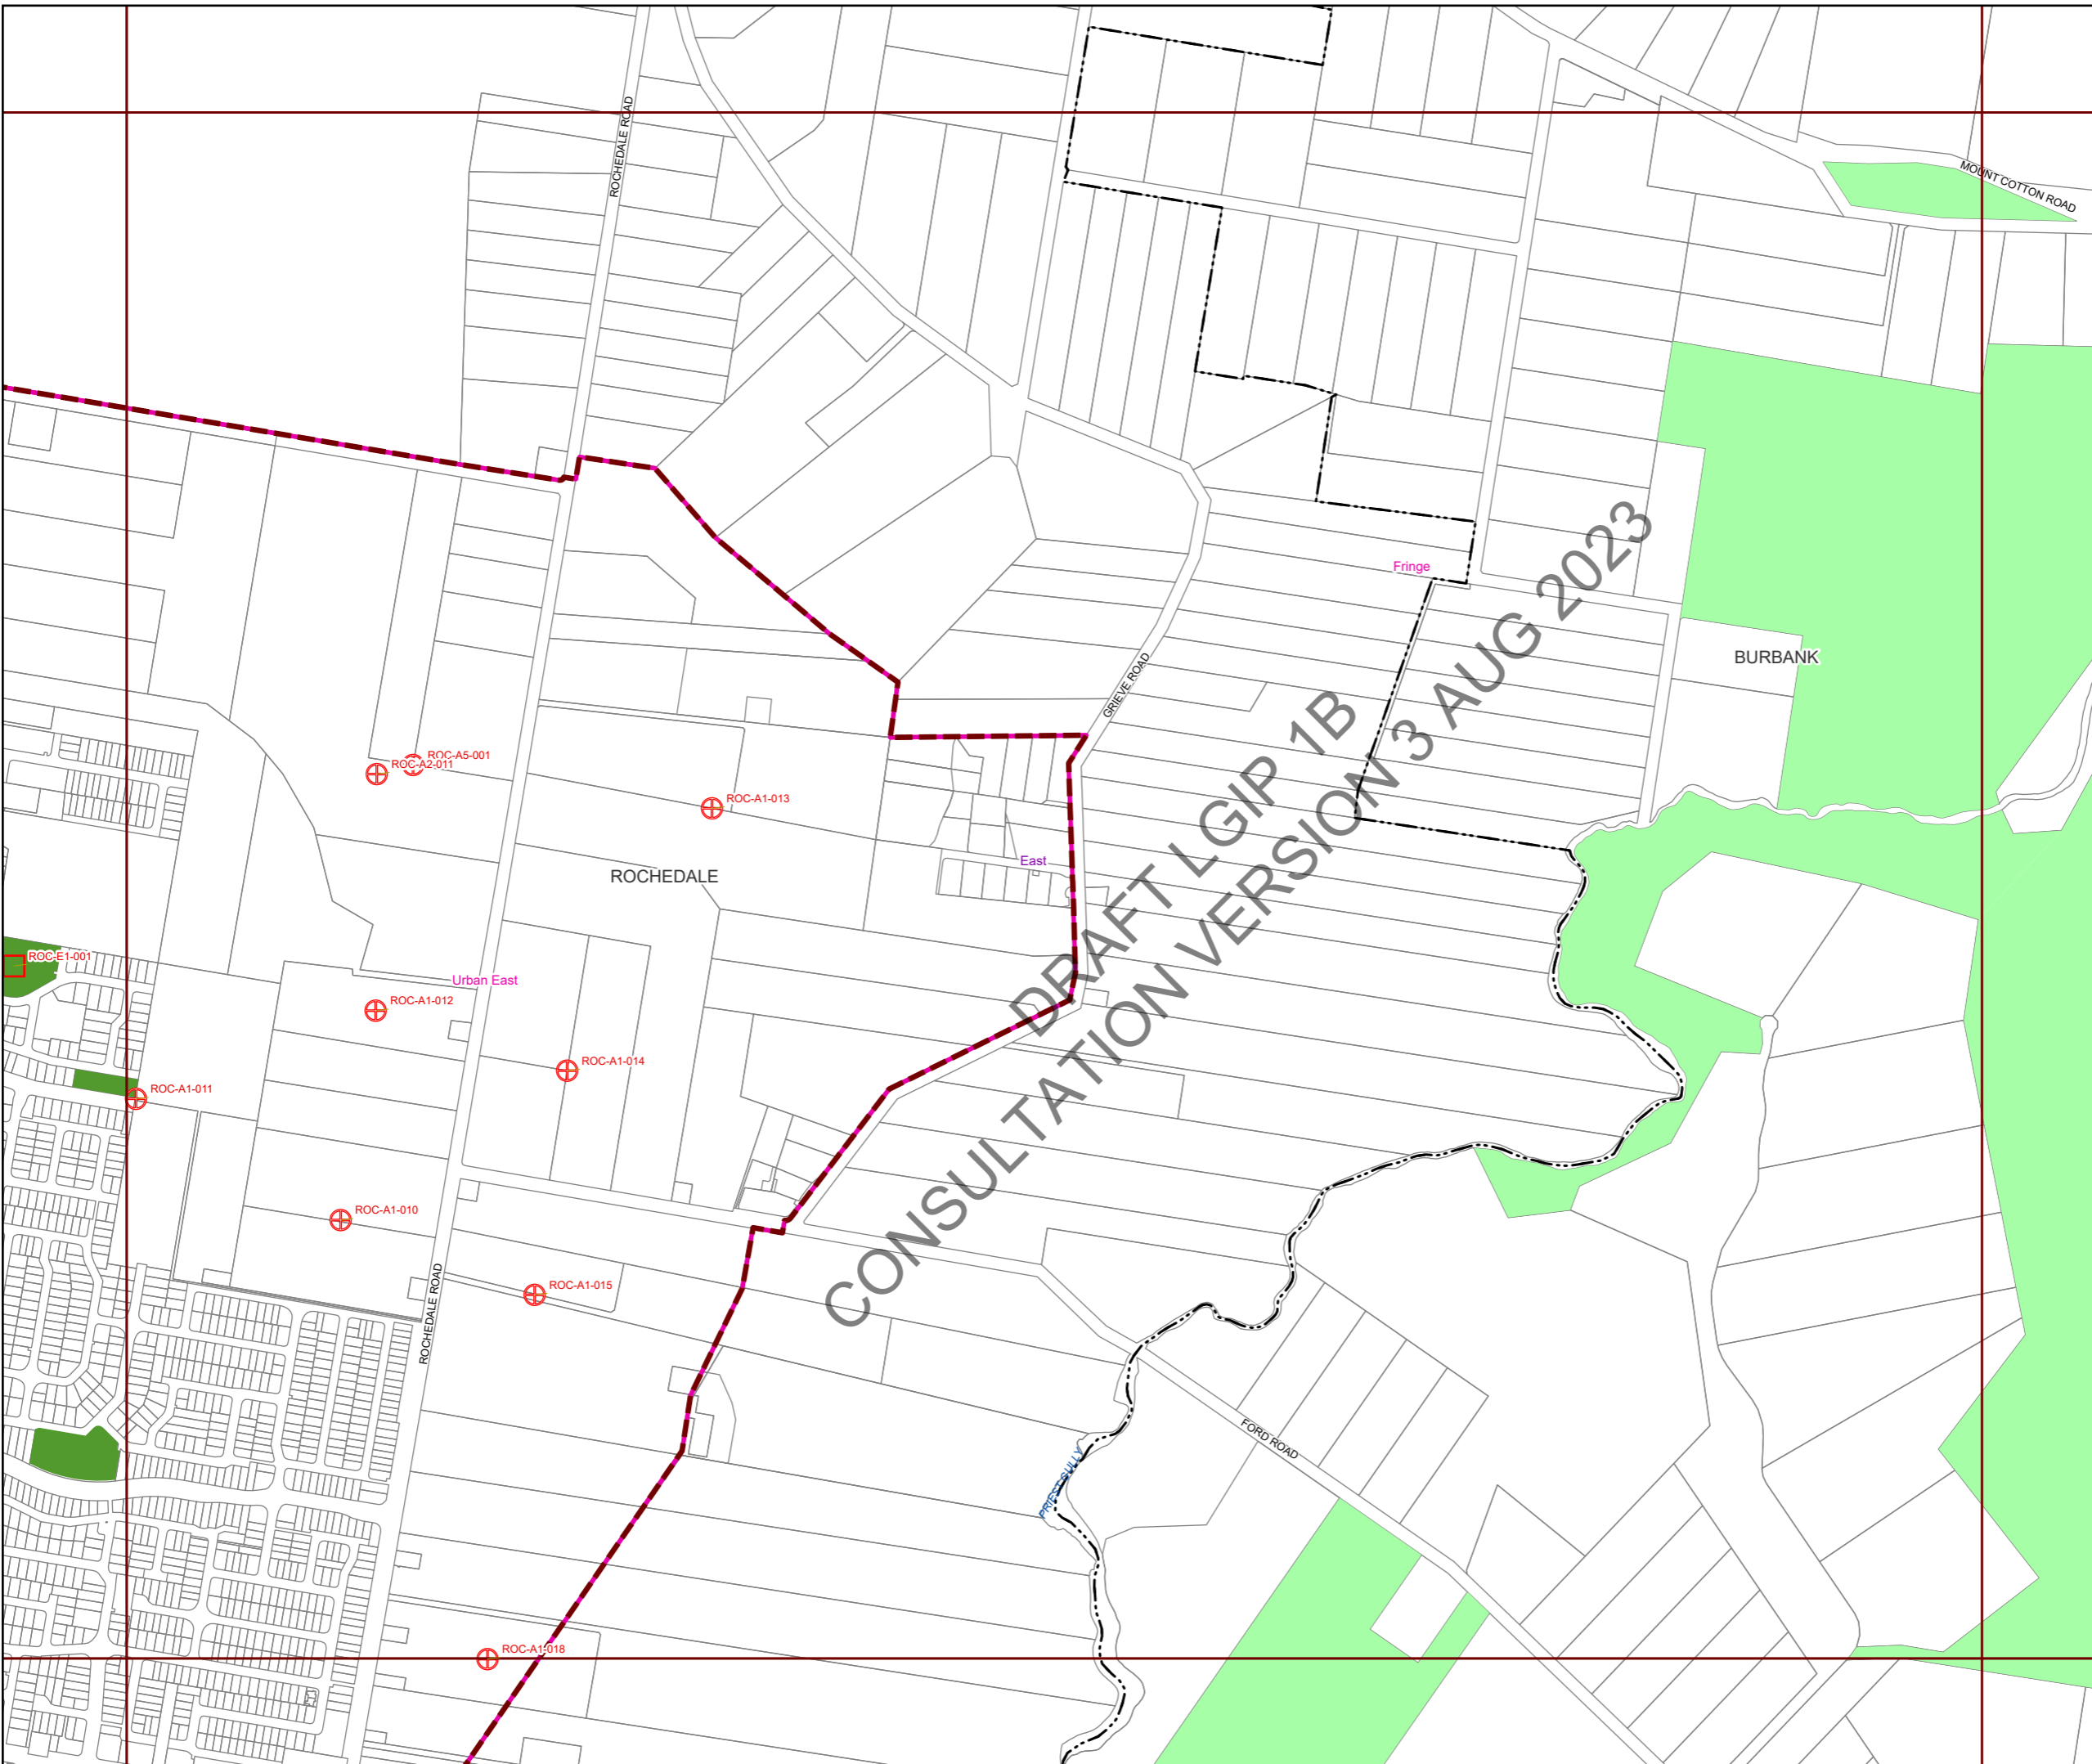 ROCHEDALE ROAD
MOUNT COTTON ROAD
Fringe
BURBANK
GRIEVE ROAD
ROC-A5-001
ROC-A2-011
ROC-A1-013
East
ROCHEDALE
ROC-E1-001
Urban East
ROC-A1-012
ROC-A1-014
ROC-A1-011
ROC-A1-010
ROC-A1-015
ROCHEDALE ROAD
FORD ROAD
PRIEST GULLY
ROC-A1-018
DRAFT LGIP 1B
CONSULTATION VERSION 3 AUG 2023